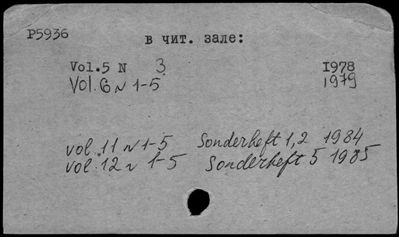 P5936
в чит. зале:
Vol.5 N 3 I978
Vol. 6 N 1-5 1979
vol. 11 N 1-5 Sonderheft 1, 2 1984
vol. 12 N 1-5 Sonderheft 5 1985